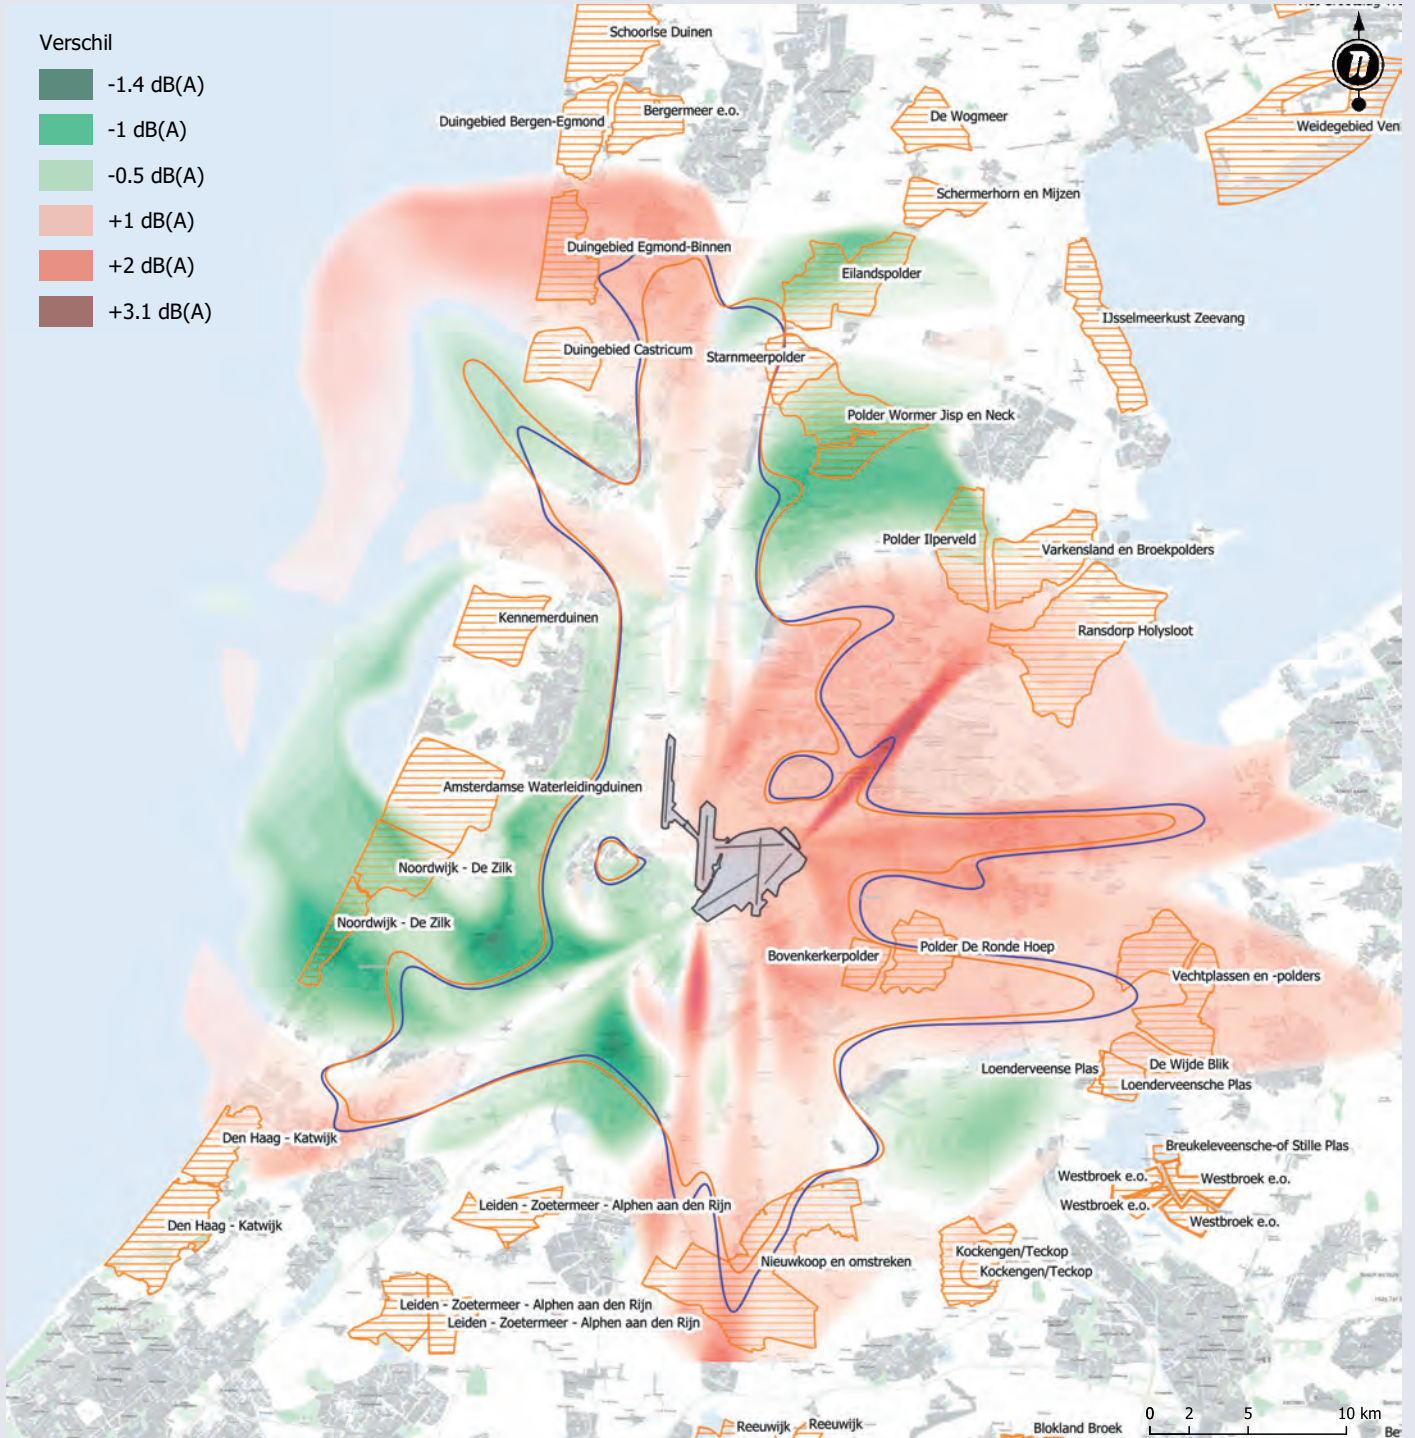 Verschil
-1.4 dB(A)
-1 dB(A)
-0.5 dB(A)
+1 dB(A)
+2 dB(A)
+3.1 dB(A)
Schoorlse Duinen
Bergermeer e.o.
Duingebied Bergen-Egmond
De Wogmeer
Weidegebied Ven
Schermerhorn en Mijzen
Duingebied Egmond-Binnen
Eilandspolder
IJsselmeerkust Zeevang
Duingebied Castricum
Starnmeerpolder
Polder Wormer Jisp en Neck
Polder Ilperveld
Varkensland en Broekpolders
Kennemerduinen
Ransdorp Holysloot
Amsterdamse Waterleidingduinen
Noordwijk - De Zilk
Noordwijk - De Zilk
Bovenkerkerpolder
Polder De Ronde Hoep
Vechtplassen en -polders
Loenderveense Plas
De Wijde Blik
Loenderveensche Plas
Den Haag - Katwijk
Breukeleveensche-of Stille Plas
Westbroek e.o.
Westbroek e.o.
Westbroek e.o.
Westbroek e.o.
Leiden - Zoetermeer - Alphen aan den Rijn
Den Haag - Katwijk
Nieuwkoop en omstreken
Kockengen/Teckop
Kockengen/Teckop
Leiden - Zoetermeer - Alphen aan den Rijn
Leiden - Zoetermeer - Alphen aan den Rijn
0 2 5 10 km
Reeuwijk
Reeuwijk
Blokland Broek
Be